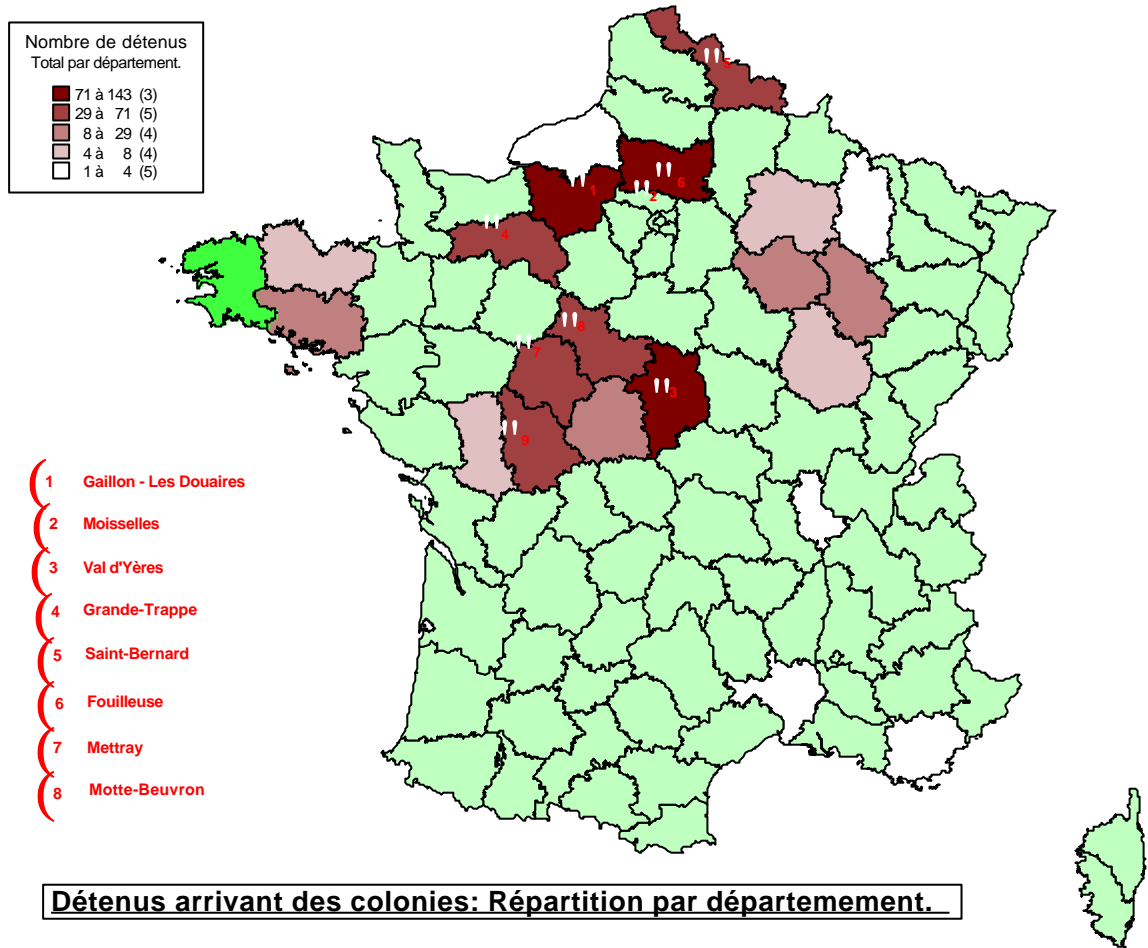 Nombre de détenus
Total par département.
71 à 143 (3)
29 à 71 (5)
8 à 29 (4)
4 à 8 (4)
1 à 4 (5)
5
1
6
2
4
8
7
3
9
1 Gaillon - Les Douaires
2 Moisselles
3 Val d'Yères
4 Grande-Trappe
5 Saint-Bernard
6 Fouilleuse
7 Mettray
8 Motte-Beuvron
Détenus arrivant des colonies: Répartition par départemement.